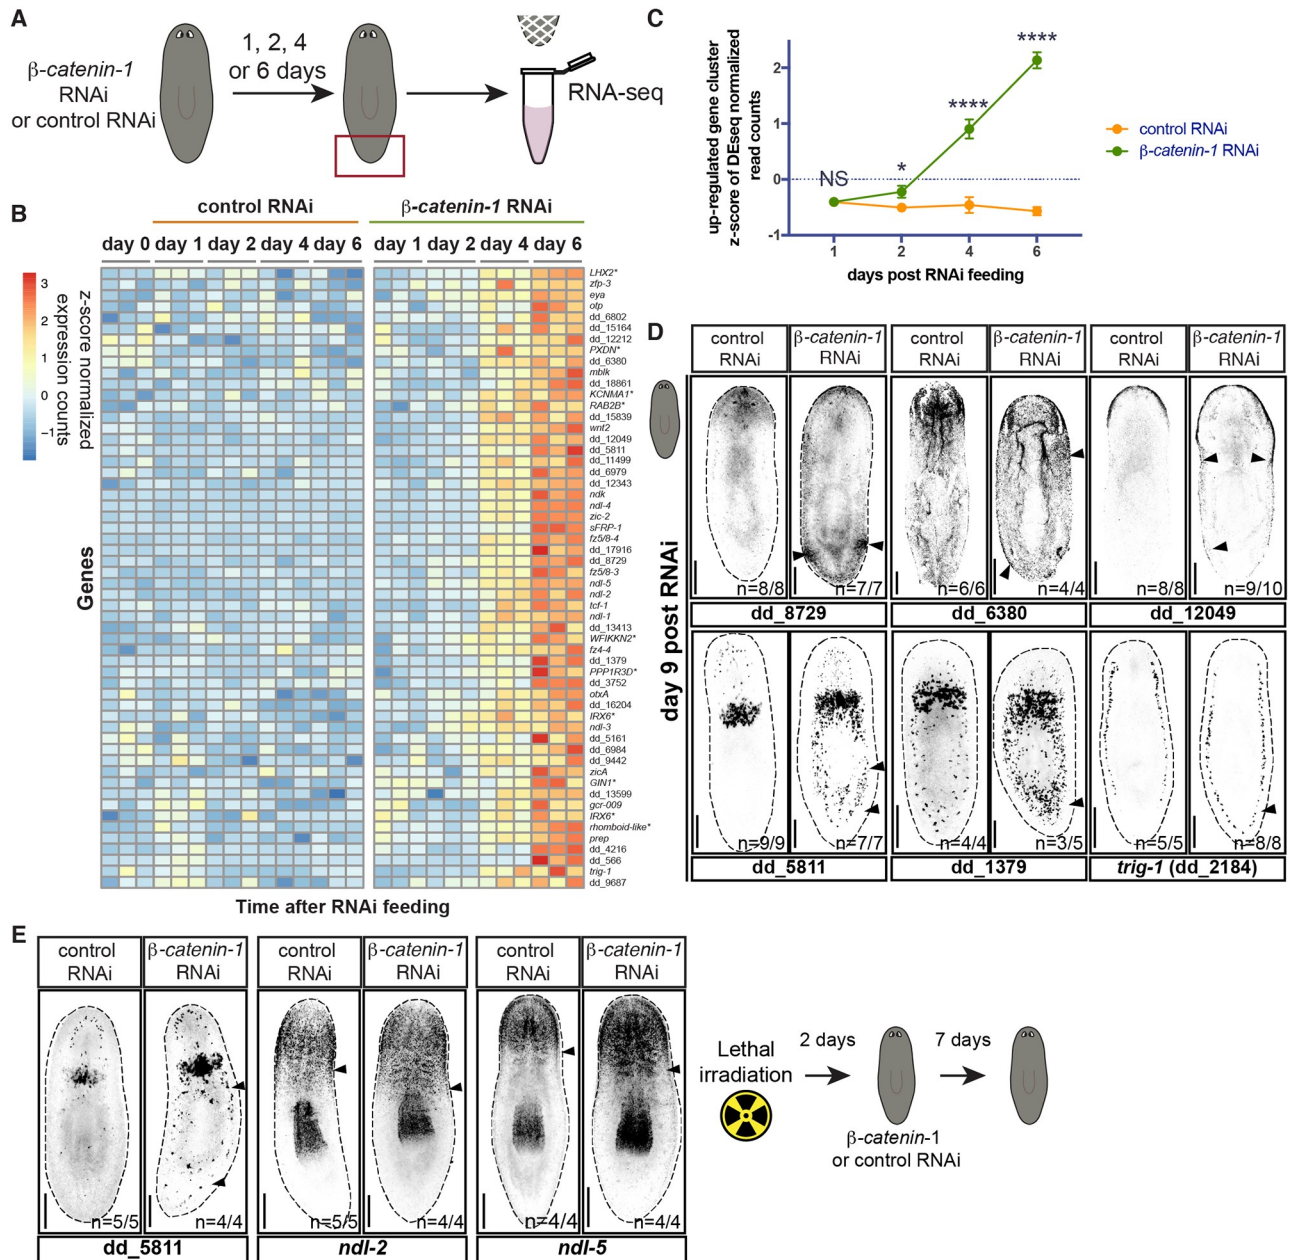 A
β-catenin-1
RNAi
or control RNAi
1, 2, 4
or 6 days
RNA-seq
B
control RNAi
β-catenin-1 RNAi
day 0 day 1 day 2 day 4 day 6
day 1 day 2 day 4 day 6
3
2
1
0
−1
z-score normalized
expression counts
Genes
LHX2*
zfp-3
eya
otp
dd_6802
dd_15164
dd_12212
PXDN*
dd_6380
mblk
dd_18861
KCNMA1*
RAB2B*
dd_15839
wnt2
dd_12049
dd_5811
dd_11499
dd_6979
dd_12343
ndk
ndl-4
zic-2
sFRP-1
fz5/8-4
dd_17916
dd_8729
fz5/8-3
ndl-5
ndl-2
tcf-1
ndl-1
dd_13413
WFIKKN2*
fz4-4
dd_1379
PPP1R3D*
dd_3752
otxA
dd_16204
IRX6*
ndl-3
dd_5161
dd_6984
dd_9442
zicA
GIN1*
dd_13599
gcr-009
IRX6*
rhomboid-like*
prep
dd_4216
dd_566
trig-1
dd_9687
Time after RNAi feeding
C
up-regulated gene cluster
z-score of DEseq normalized
read counts
2
1
0
-1
NS
*
****
****
1 2 4 6
days post RNAi feeding
control RNAi
β-catenin-1 RNAi
D
day 9 post RNAi
control
RNAi
β-catenin-1
RNAi
control
RNAi
β-catenin-1
RNAi
control
RNAi
β-catenin-1
RNAi
n=8/8
n=7/7
n=6/6
n=4/4
n=8/8
n=9/10
dd_8729
dd_6380
dd_12049
n=9/9
n=7/7
n=4/4
n=3/5
n=5/5
n=8/8
dd_5811
dd_1379
trig-1 (dd_2184)
E
control
RNAi
β-catenin-1
RNAi
control
RNAi
β-catenin-1
RNAi
control
RNAi
β-catenin-1
RNAi
n=5/5
n=4/4
n=5/5
n=4/4
n=4/4
n=4/4
dd_5811
ndl-2
ndl-5
Lethal
irradiation
2 days
7 days
β-catenin-1
or control RNAi